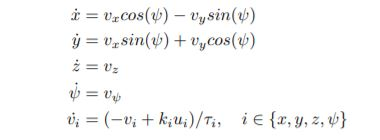 ẋ = v_x cos(ψ) − v_y sin(ψ)
ẏ = v_x sin(ψ) + v_y cos(ψ)
ż = v_z
ψ̇ = v_ψ
v̇_i = (−v_i + k_i u_i)/τ_i, i ∈ {x, y, z, ψ}